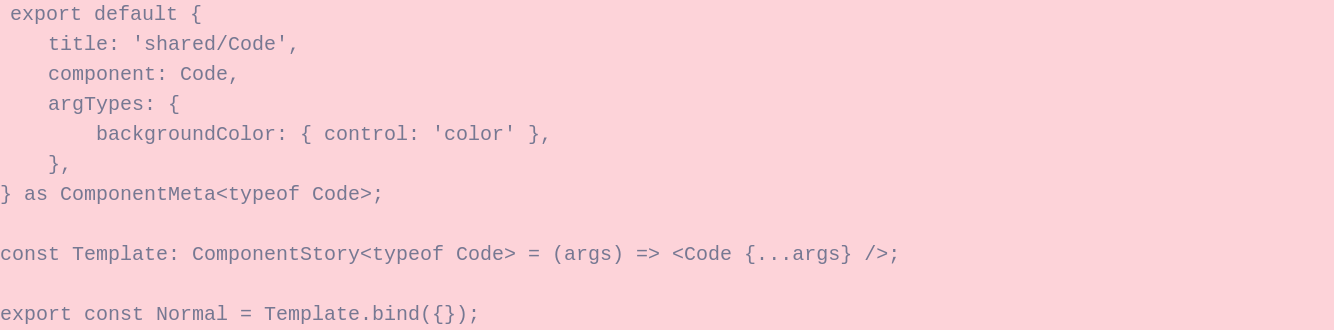 export default {
    title: 'shared/Code',
    component: Code,
    argTypes: {
        backgroundColor: { control: 'color' },
    },
} as ComponentMeta<typeof Code>;

const Template: ComponentStory<typeof Code> = (args) => <Code {...args} />;

export const Normal = Template.bind({});